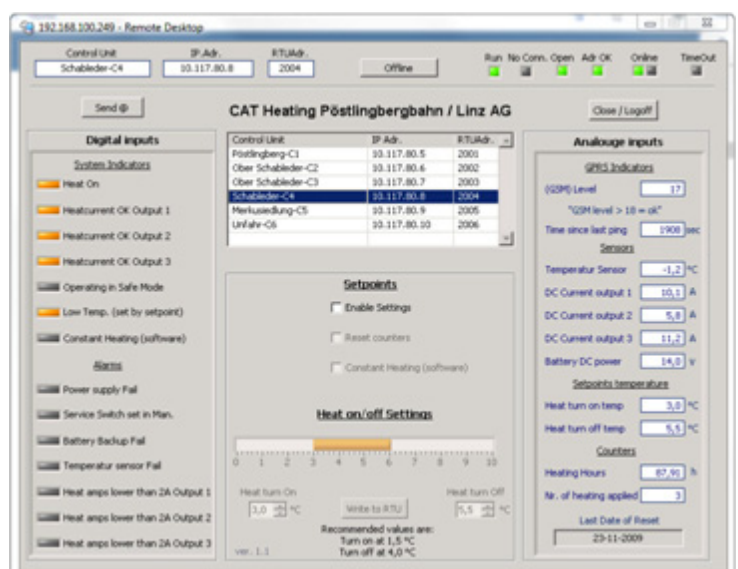 192.168.100.249 - Remote Desktop
Control Unit IP.Adr. RTUAdr.
Schableder-C4 10.117.80.8 2004 Offline
Run No Conn. Open Adr OK Online TimeOut
Send @
CAT Heating Pöstlingbergbahn / Linz AG
Close / Logoff
Digital inputs
System Indicators
Heat On
Heatcurrent OK Output 1
Heatcurrent OK Output 2
Heatcurrent OK Output 3
Operating in Safe Mode
Low Temp. (set by setpoint)
Constant Heating (software)
Alarms
Power supply Fail
Service Switch set in Man.
Battery Backup Fail
Temperatur sensor Fail
Heat amps lower than 2A Output 1
Heat amps lower than 2A Output 2
Heat amps lower than 2A Output 3
Control Unit IP Adr. RTUAdr.
Pöstlingberg-C1 10.117.80.5 2001
Ober Schableder-C2 10.117.80.6 2002
Ober Schableder-C3 10.117.80.7 2003
Schableder-C4 10.117.80.8 2004
Merkusiedlung-C5 10.117.80.9 2005
Urfahr-C6 10.117.80.10 2006
Setpoints
Enable Settings
Reset counters
Constant Heating (software)
Heat on/off Settings
0 1 2 3 4 5 6 7 8 9 10
Heat turn On Heat turn Off
3,0 °C Write to RTU 5,5 °C
Recommended values are:
Turn on at 1,5 °C
ver. 1.1 Turn off at 4,0 °C
Analouge inputs
GPRS Indicators
(GSM) Level 17
"GSM level > 18 = ok"
Time since last ping 1908 sec
Sensors
Temperatur Sensor -1,2 °C
DC Current output 1 10,1 A
DC Current output 2 5,8 A
DC Current output 3 11,2 A
Battery DC power 14,0 V
Setpoints temperature
Heat turn on temp 3,0 °C
Heat turn off temp 5,5 °C
Counters
Heating Hours 87,91 h
Nr. of heating applied 3
Last Date of Reset
23-11-2009